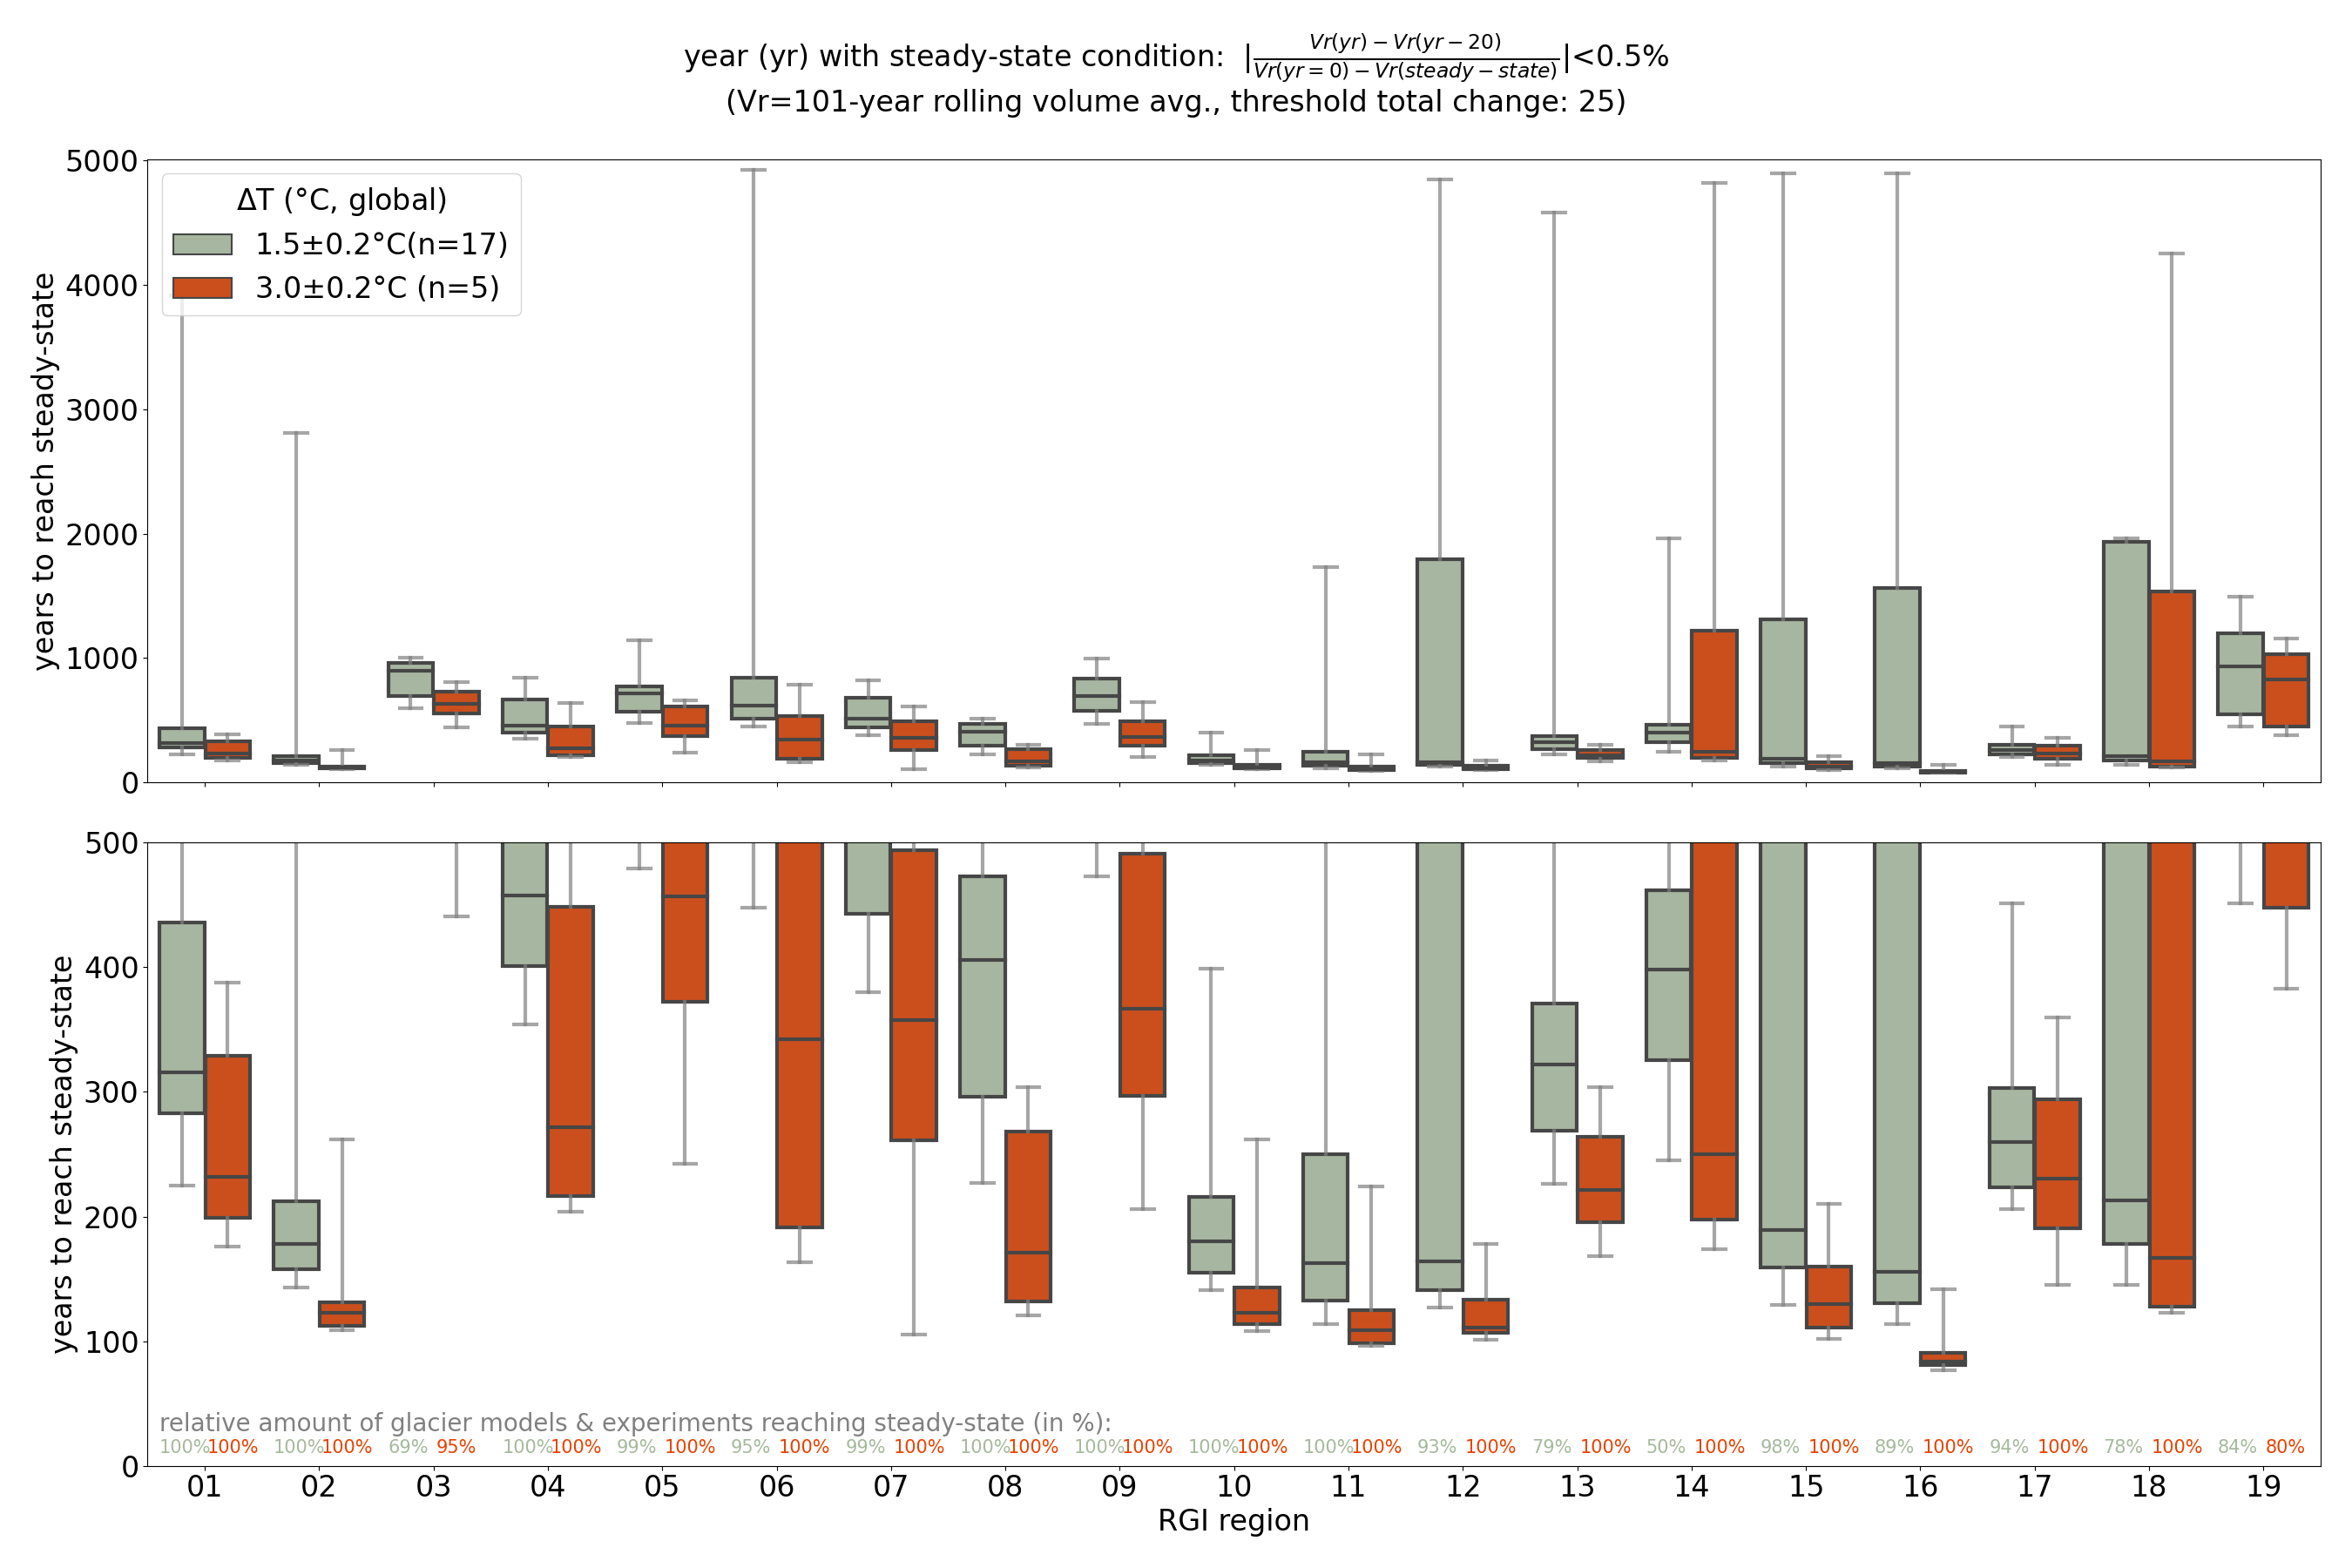 year (yr) with steady-state condition: |Vr(yr) − Vr(yr − 20) / Vr(yr = 0) − Vr(steady − state)|<0.5%
(Vr=101-year rolling volume avg., threshold total change: 25)
5000
4000
3000
2000
1000
0
years to reach steady-state
ΔT (°C, global)
1.5±0.2°C(n=17)
3.0±0.2°C (n=5)
500
400
300
200
100
0
years to reach steady-state
relative amount of glacier models & experiments reaching steady-state (in %):
100% 100% 100% 100% 69% 95% 100% 100% 99% 100% 95% 100% 99% 100% 100% 100% 100% 100% 100% 100% 100% 100% 93% 100% 79% 100% 50% 100% 98% 100% 89% 100% 94% 100% 78% 100% 84% 80%
01 02 03 04 05 06 07 08 09 10 11 12 13 14 15 16 17 18 19
RGI region